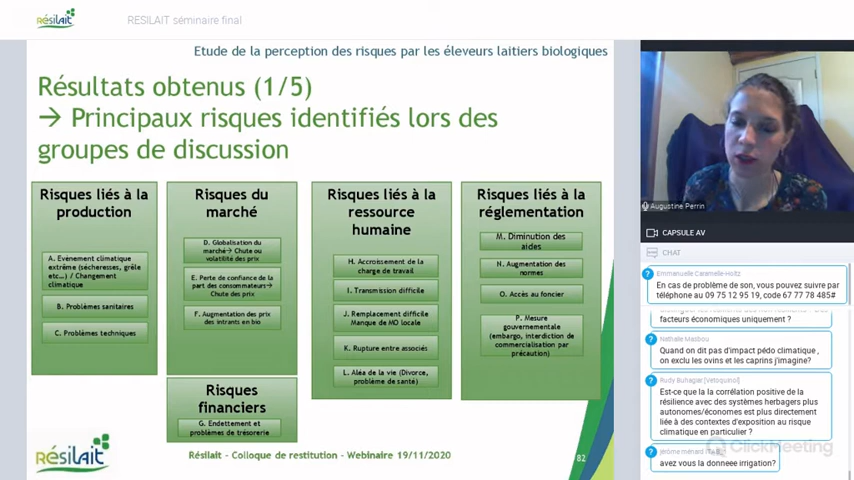 Résilait
RESILAIT séminaire final
Etude de la perception des risques par les éleveurs laitiers biologiques
Résultats obtenus (1/5)
→ Principaux risques identifiés lors des
groupes de discussion
Risques liés à la
production
A. Evènement climatique
extrême (sécheresses, grêle
etc…) / Changement
climatique
B. Problèmes sanitaires
C. Problèmes techniques
Risques du
marché
D. Globalisation du
marché→ Chute ou
volatilité des prix
E. Perte de confiance de la
part des consommateurs→
Chute des prix
F. Augmentation des prix
des intrants en bio
Risques
financiers
G. Endettement et
problèmes de trésorerie
Risques liés à la
ressource
humaine
H. Accroissement de la
charge de travail
I. Transmission difficile
J. Remplacement difficile
Manque de MO locale
K. Rupture entre associés
L. Aléa de la vie (Divorce,
problème de santé)
Risques liés à la
réglementation
M. Diminution des
aides
N. Augmentation des
normes
O. Accès au foncier
P. Mesure
gouvernementale
(embargo, interdiction de
commercialisation par
précaution)
Résilait
Résilait - Colloque de restitution - Webinaire 19/11/2020
82
Augustine Perrin
CAPSULE AV
CHAT
Emmanuelle Caramelle-Holtz
En cas de problème de son, vous pouvez suivre par
téléphone au 09 75 12 95 19, code 67 77 78 485#
facteurs économiques uniquement ?
Nathalie Masbou
Quand on dit pas d'impact pédo climatique ,
on exclu les ovins et les caprins j'imagine?
Rudy Buhagiar [Vetoquinol]
Est-ce que la la corrélation positive de la
résilience avec des systèmes herbagers plus
autonomes/économes est plus directement
liée à des contextes d'exposition au risque
climatique en particulier ?
ClickMeeting
jérôme ménard
avez vous la donneee irrigation?